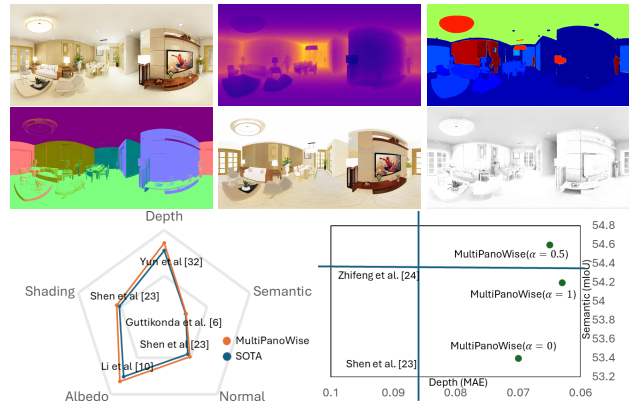 Depth
Yun et al [32]
Shading
Semantic
Shen et al [23]
Guttikonda et al. [6]
Shen et al [23]
Li et al [10]
Albedo
Normal
MultiPanoWise
SOTA
54.8
54.6
54.4
54.2
54
53.8
53.6
53.4
53.2
Semantic (mIoU)
MultiPanoWise(α = 0.5)
Zhifeng et al. [24]
MultiPanoWise(α = 1)
MultiPanoWise(α = 0)
Shen et al. [23]
0.1
0.09
0.08
0.07
0.06
Depth (MAE)